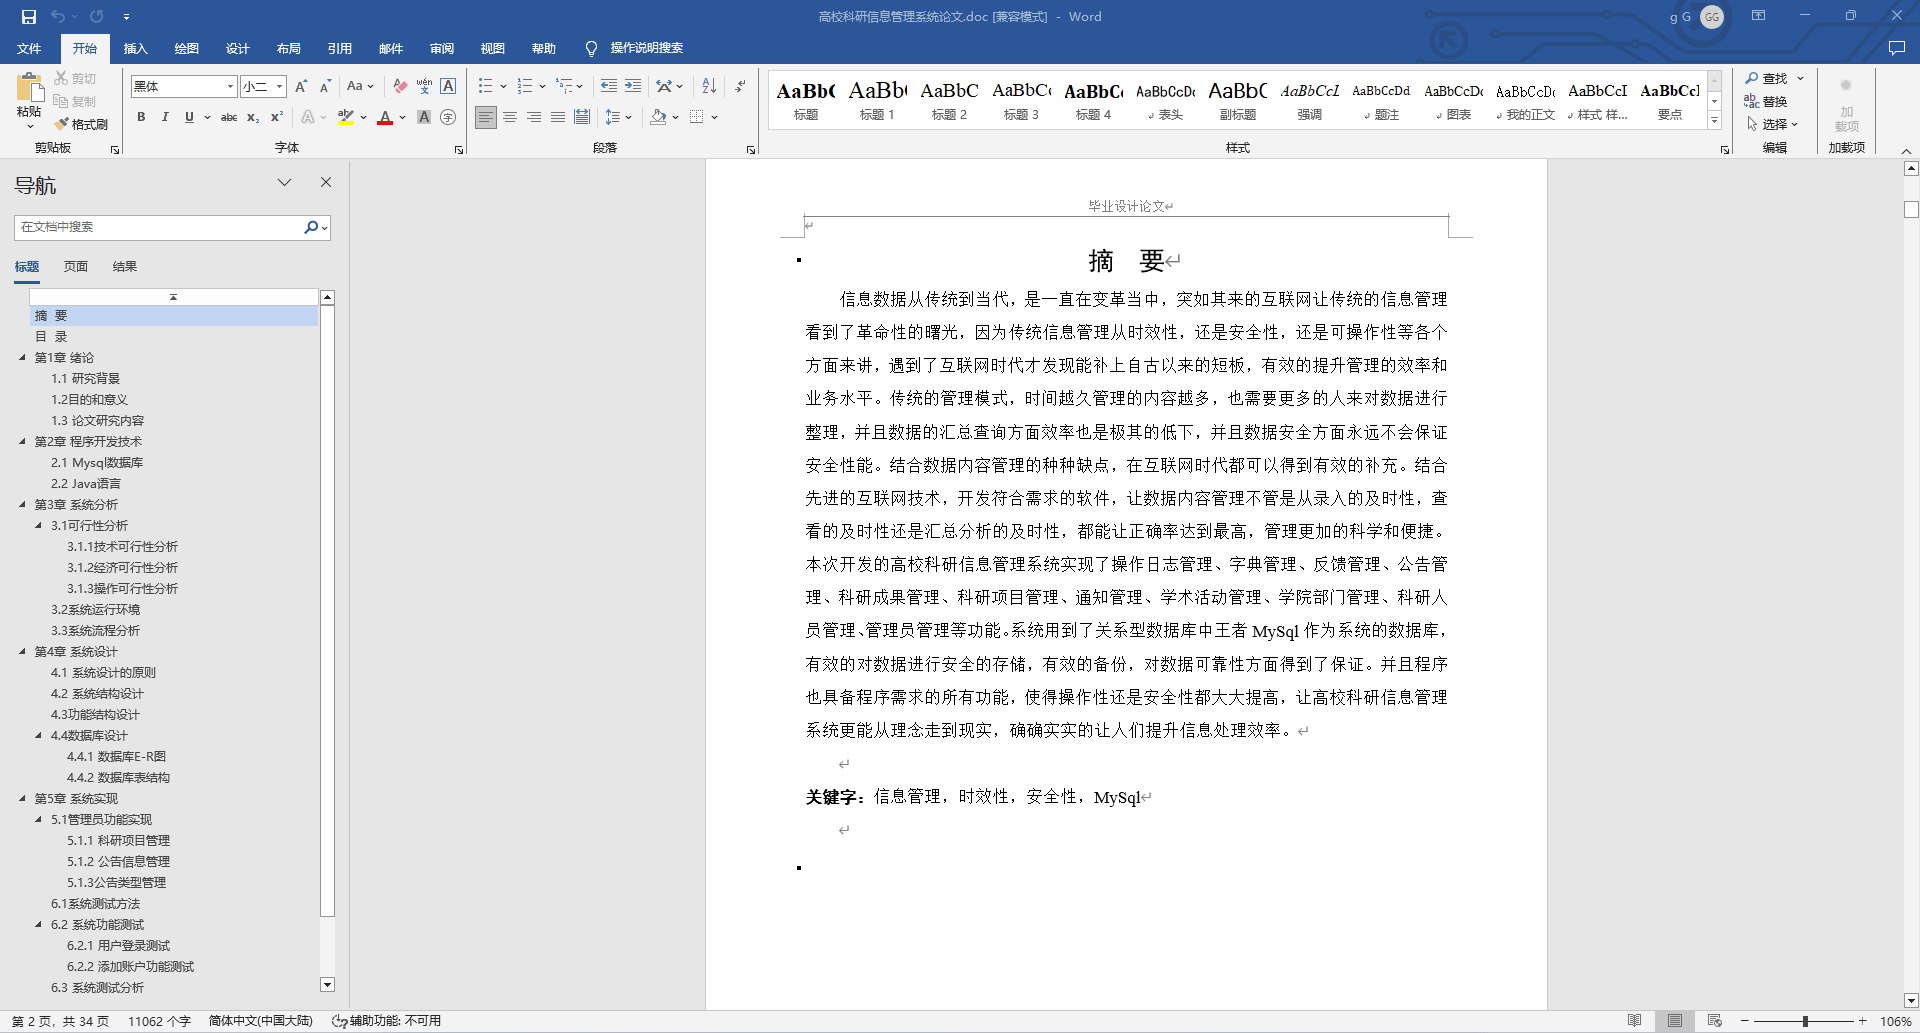 高校科研信息管理系统论文.doc [兼容模式] - Word
g G GG
文件 开始 插入 绘图 设计 布局 引用 邮件 审阅 视图 帮助 操作说明搜索
粘贴 剪切 复制 格式刷
黑体 小二
剪贴板 字体 段落 样式 编辑 加载项
AaBbC AaBb AaBbC AaBbC AaBbC AaBbCcDc AaBbC AaBbCcL AaBbCcDd AaBbCcDc AaBbCcDc AaBbCcI AaBbCcI
标题 标题 1 标题 2 标题 3 标题 4 表头 副标题 强调 题注 图表 我的正文 样式 样... 要点
查找
替换
选择
加载项
导航
在文档中搜索
标题 页面 结果
摘 要
目 录
第1章 绪论
1.1 研究背景
1.2目的和意义
1.3 论文研究内容
第2章 程序开发技术
2.1 Mysql数据库
2.2 Java语言
第3章 系统分析
3.1可行性分析
3.1.1技术可行性分析
3.1.2经济可行性分析
3.1.3操作可行性分析
3.2系统运行环境
3.3系统流程分析
第4章 系统设计
4.1 系统设计的原则
4.2 系统结构设计
4.3功能结构设计
4.4数据库设计
4.4.1 数据库E-R图
4.4.2 数据库表结构
第5章 系统实现
5.1管理员功能实现
5.1.1 科研项目管理
5.1.2 公告信息管理
5.1.3公告类型管理
6.1系统测试方法
6.2 系统功能测试
6.2.1 用户登录测试
6.2.2 添加账户功能测试
6.3 系统测试分析
毕业设计论文
摘 要
信息数据从传统到当代，是一直在变革当中，突如其来的互联网让传统的信息管理
看到了革命性的曙光，因为传统信息管理从时效性，还是安全性，还是可操作性等各个
方面来讲，遇到了互联网时代才发现能补上自古以来的短板，有效的提升管理的效率和
业务水平。传统的管理模式，时间越久管理的内容越多，也需要更多的人来对数据进行
整理，并且数据的汇总查询方面效率也是极其的低下，并且数据安全方面永远不会保证
安全性能。结合数据内容管理的种种缺点，在互联网时代都可以得到有效的补充。结合
先进的互联网技术，开发符合需求的软件，让数据内容管理不管是从录入的及时性，查
看的及时性还是汇总分析的及时性，都能让正确率达到最高，管理更加的科学和便捷。
本次开发的高校科研信息管理系统实现了操作日志管理、字典管理、反馈管理、公告管
理、科研成果管理、科研项目管理、通知管理、学术活动管理、学院部门管理、科研人
员管理、管理员管理等功能。系统用到了关系型数据库中王者 MySql 作为系统的数据库，
有效的对数据进行安全的存储，有效的备份，对数据可靠性方面得到了保证。并且程序
也具备程序需求的所有功能，使得操作性还是安全性都大大提高，让高校科研信息管理
系统更能从理念走到现实，确确实实的让人们提升信息处理效率。
关键字：信息管理，时效性，安全性，MySql
第 2 页，共 34 页 11062 个字 简体中文(中国大陆) 辅助功能: 不可用 106%